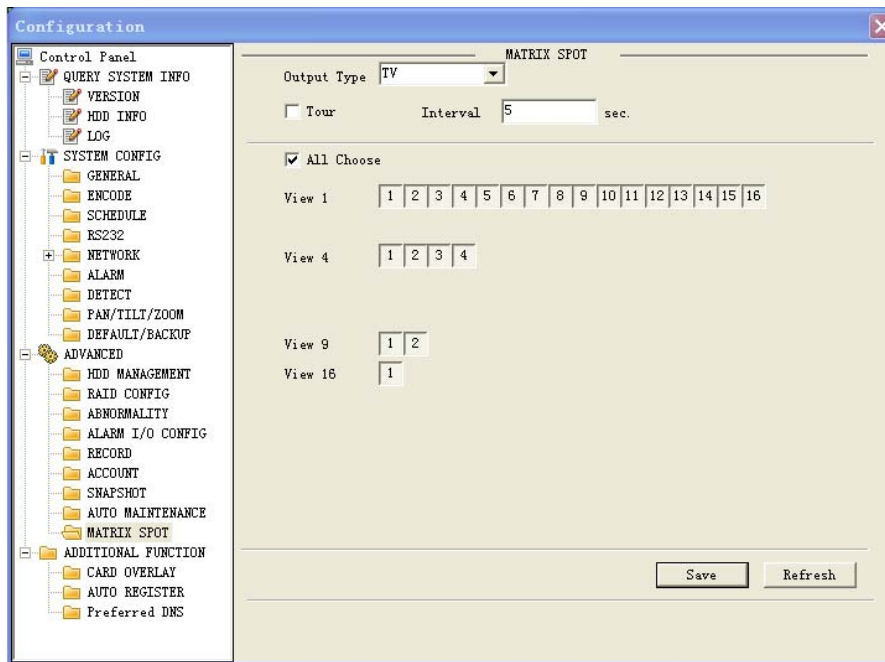 Configuration
Control Panel
QUERY SYSTEM INFO
VERSION
HDD INFO
LOG
SYSTEM CONFIG
GENERAL
ENCODE
SCHEDULE
RS232
NETWORK
ALARM
DETECT
PAN/TILT/ZOOM
DEFAULT/BACKUP
ADVANCED
HDD MANAGEMENT
RAID CONFIG
ABNORMALITY
ALARM I/O CONFIG
RECORD
ACCOUNT
SNAPSHOT
AUTO MAINTENANCE
MATRIX SPOT
ADDITIONAL FUNCTION
CARD OVERLAY
AUTO REGISTER
Preferred DNS
MATRIX SPOT
Output Type TV
Tour Interval 5 sec.
All Choose
View 1 1 2 3 4 5 6 7 8 9 10 11 12 13 14 15 16
View 4 1 2 3 4
View 9 1 2
View 16 1
Save Refresh